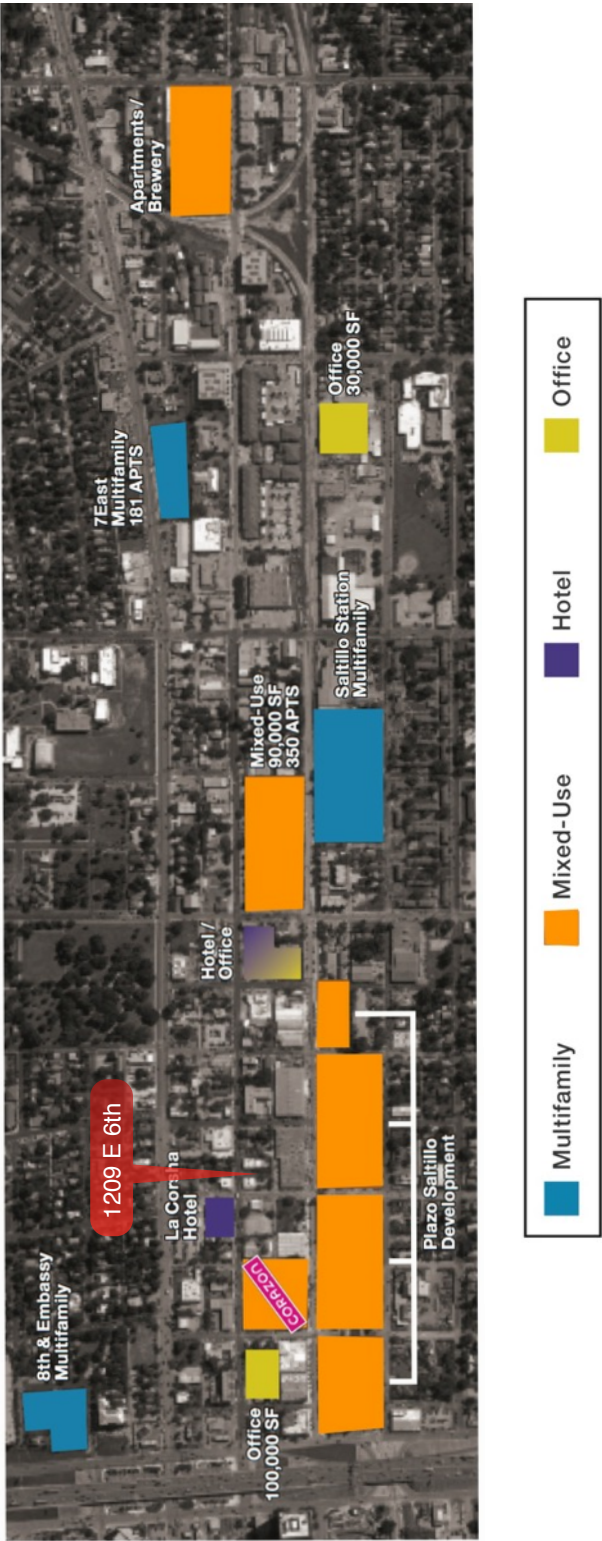 8th & Embassy
Multifamily
1209 E 6th
La Corsha
Hotel
Office
100,000 SF
CORAZON
Plazo Saltillo
Development
Hotel /
Office
Mixed-Use
90,000 SF
350 APTS
Saltillo Station
Multifamily
7East
Multifamily
181 APTS
Office
30,000 SF
Apartments /
Brewery
Multifamily
Mixed-Use
Hotel
Office